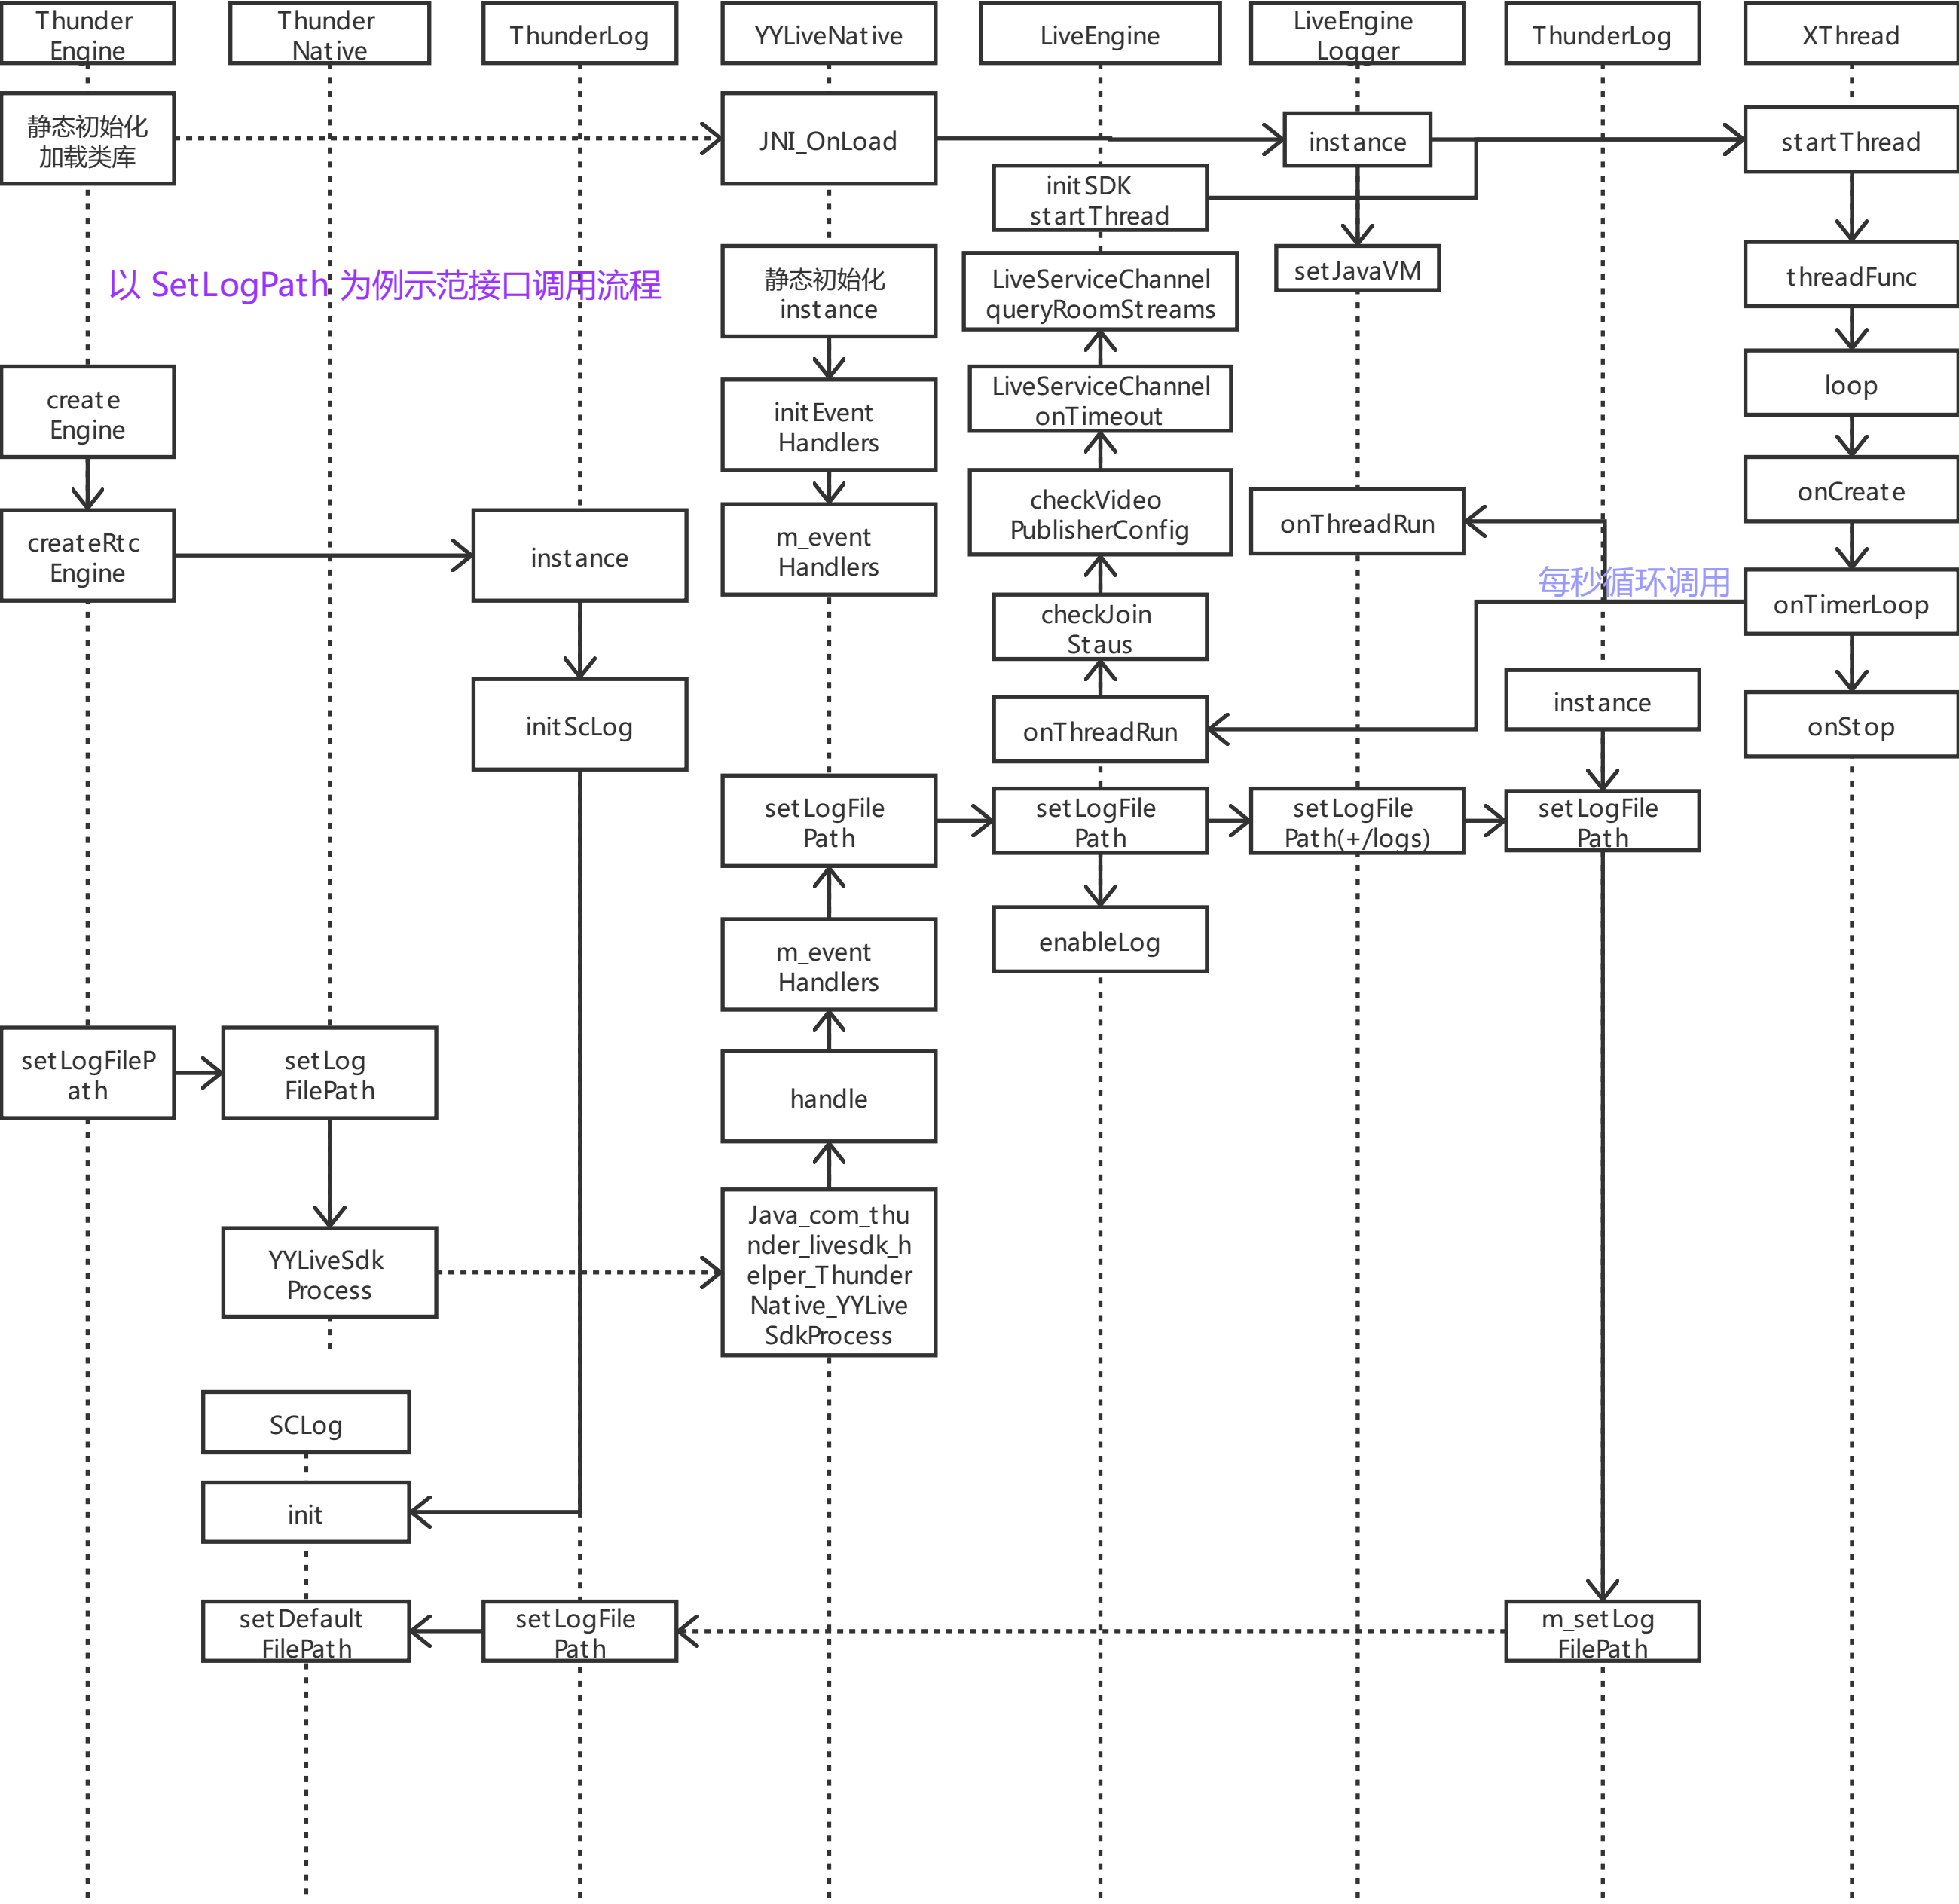 Thunder
Engine
Thunder
Native
ThunderLog
YYLiveNative
LiveEngine
LiveEngine
Logger
ThunderLog
XThread
静态初始化
加载类库
JNI_OnLoad
instance
startThread
initSDK
startThread
setJavaVM
threadFunc
以 SetLogPath 为例示范接口调用流程
静态初始化
instance
LiveServiceChannel
queryRoomStreams
create
Engine
initEvent
Handlers
LiveServiceChannel
onTimeout
loop
checkVideo
PublisherConfig
onThreadRun
onCreate
createRtc
Engine
instance
m_event
Handlers
每秒循环调用
onTimerLoop
checkJoin
Staus
initScLog
onThreadRun
instance
onStop
setLogFile
Path
setLogFile
Path
setLogFile
Path(+/logs)
setLogFile
Path
m_event
Handlers
enableLog
setLogFileP
ath
setLog
FilePath
handle
YYLiveSdk
Process
Java_com_thu
nder_livesdk_h
elper_Thunder
Native_YYLive
SdkProcess
SCLog
init
setDefault
FilePath
setLogFile
Path
m_setLog
FilePath